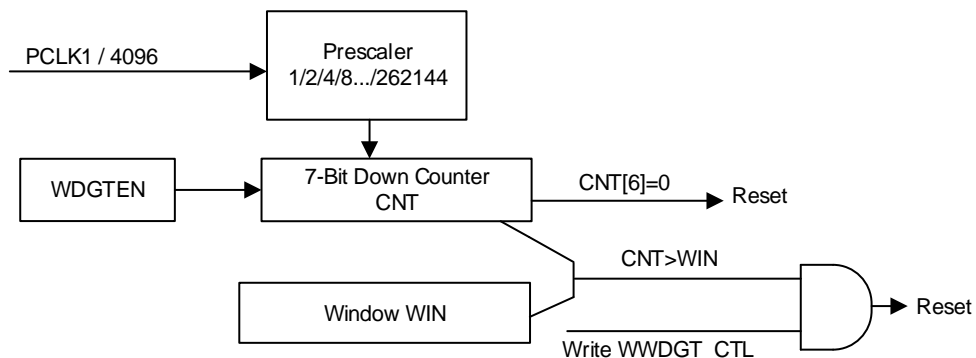 PCLK1 / 4096
Prescaler
1/2/4/8.../262144
WDGTEN
7-Bit Down Counter
CNT
CNT[6]=0
Reset
CNT>WIN
Window WIN
Reset
Write WWDGT_CTL